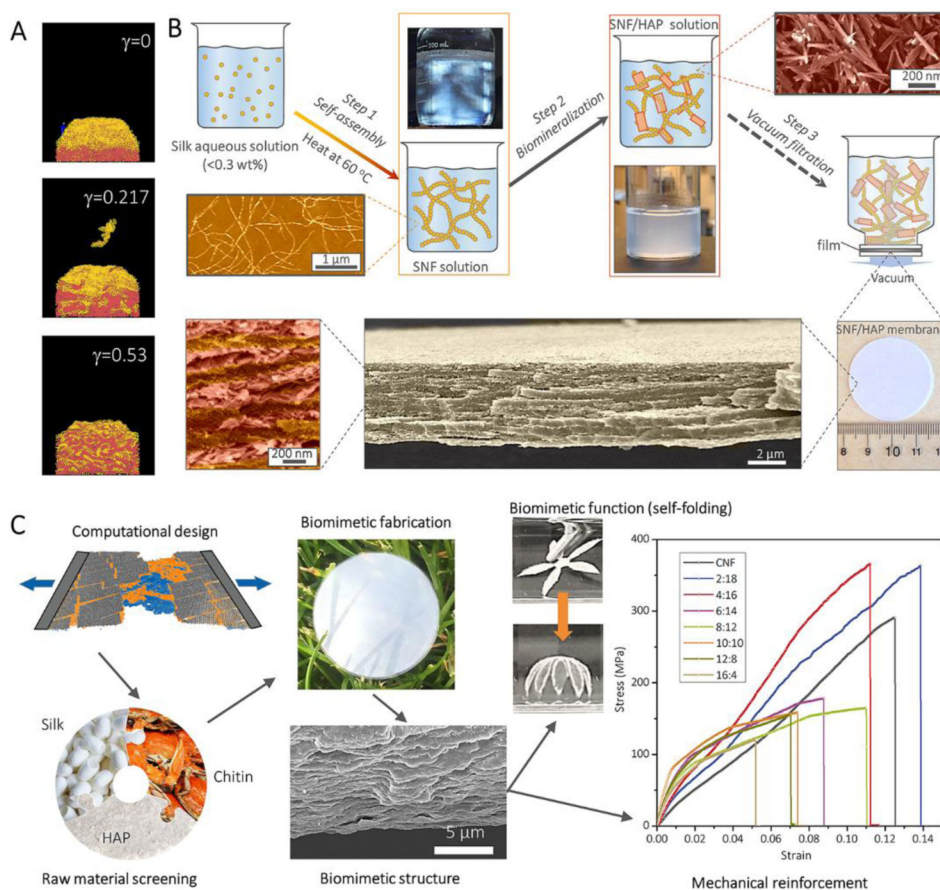 A
γ=0
γ=0.217
γ=0.53
B
Silk aqueous solution
(<0.3 wt%)
Step 1
Self-assembly
Heat at 60 °C
1 µm
SNF solution
Step 2
Biomineralization
SNF/HAP solution
200 nm
Step 3
Vacuum filtration
film
Vacuum
200 nm
2 µm
SNF/HAP membran
8 9 10 11 1
C
Computational design
Silk
Chitin
HAP
Raw material screening
Biomimetic fabrication
5 µm
Biomimetic structure
Biomimetic function (self-folding)
Stress (MPa)
400
300
200
100
0
CNF
2:18
4:16
6:14
8:12
10:10
12:8
16:4
0.00 0.02 0.04 0.06 0.08 0.10 0.12 0.14
Strain
Mechanical reinforcement